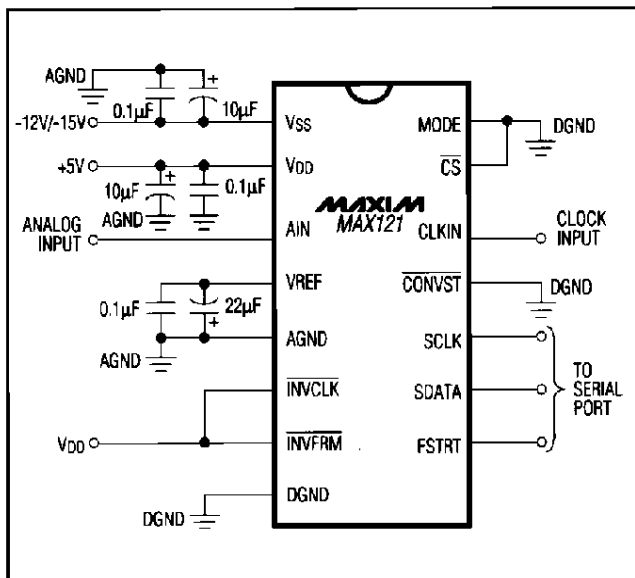 AGND
0.1µF
+
10µF
-12V/-15V
VSS
MODE
DGND
+5V
VDD
CS
10µF
+
0.1µF
AGND
MAXIM
MAX121
ANALOG
INPUT
AIN
CLKIN
CLOCK
INPUT
VREF
CONVST
0.1µF
22µF
+
DGND
AGND
SCLK
AGND
INVCLK
SDATA
TO
SERIAL
PORT
VDD
INVFRM
FSTRT
DGND
DGND